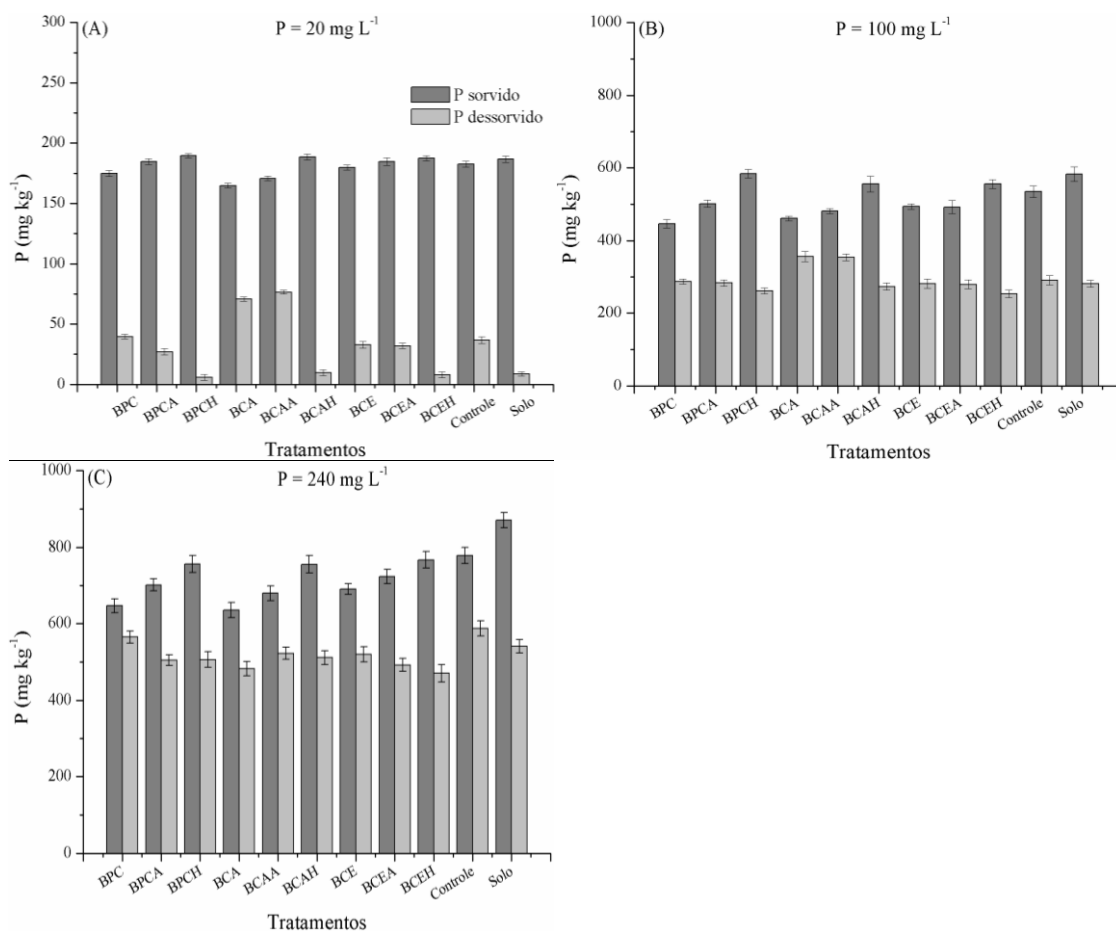 (A)
P = 20 mg L⁻¹
P sorvido
P dessorvido
300
250
200
150
100
50
0
P (mg kg⁻¹)
BPC BPCA BPCH BCA BCAA BCAH BCE BCEA BCEH Controle Solo
Tratamentos
(B)
P = 100 mg L⁻¹
1000
800
600
400
200
0
P (mg kg⁻¹)
BPC BPCA BPCH BCA BCAA BCAH BCE BCEA BCEH Controle Solo
Tratamentos
(C)
P = 240 mg L⁻¹
1000
800
600
400
200
0
P (mg kg⁻¹)
BPC BPCA BPCH BCA BCAA BCAH BCE BCEA BCEH Controle Solo
Tratamentos